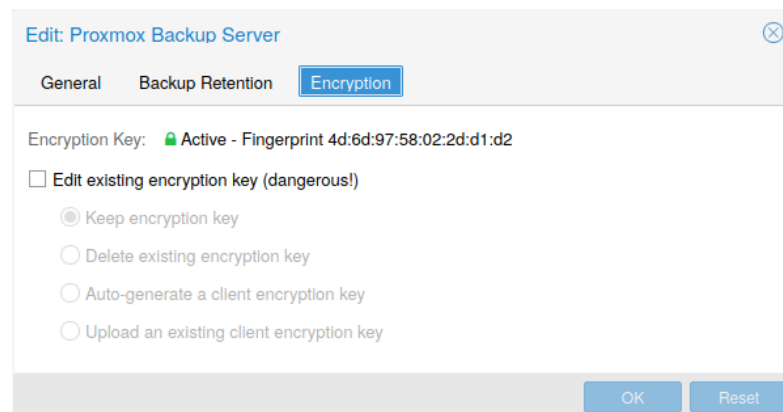 Edit: Proxmox Backup Server
General Backup Retention Encryption
Encryption Key: Active - Fingerprint 4d:6d:97:58:02:2d:d1:d2
Edit existing encryption key (dangerous!)
Keep encryption key
Delete existing encryption key
Auto-generate a client encryption key
Upload an existing client encryption key
OK Reset